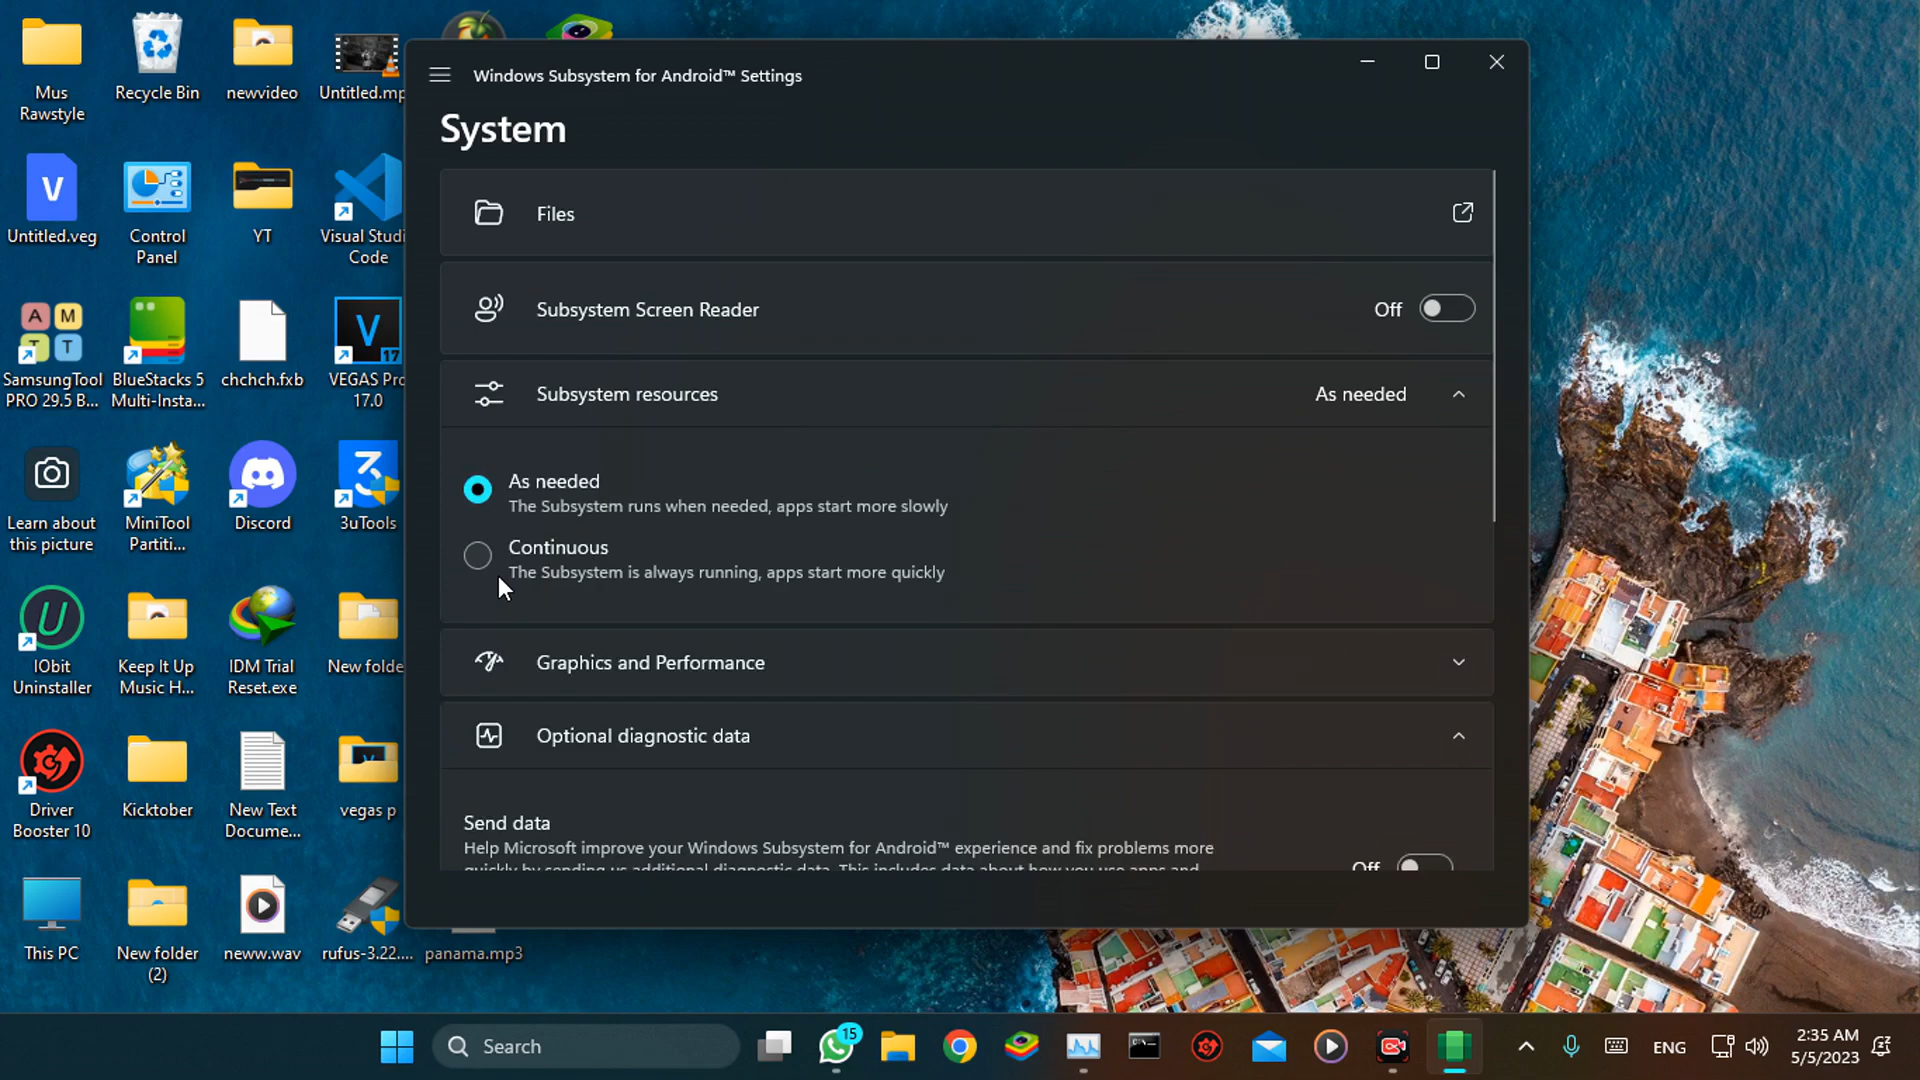 Mus
Rawstyle
Recycle Bin
newvideo
Untitled.mp
Untitled.veg
Control
Panel
YT
Visual Studi
Code
SamsungTool
PRO 29.5 B...
BlueStacks 5
Multi-Insta...
chchch.fxb
VEGAS Pro
17.0
Learn about
this picture
MiniTool
Partiti...
Discord
3uTools
IObit
Uninstaller
Keep It Up
Music H...
IDM Trial
Reset.exe
New folde
Driver
Booster 10
Kicktober
New Text
Docume...
vegas p
This PC
New folder
(2)
neww.wav
rufus-3.22....
panama.mp3
V
A M
T T
V
17
Windows Subsystem for Android™ Settings
System
Files
Subsystem Screen Reader
Off
Subsystem resources
As needed
As needed
The Subsystem runs when needed, apps start more slowly
Continuous
The Subsystem is always running, apps start more quickly
Graphics and Performance
Optional diagnostic data
Send data
Help Microsoft improve your Windows Subsystem for Android™ experience and fix problems more
quickly by sending us additional diagnostic data. This includes data about how you use apps and
Off
Search
15
ENG
2:35 AM
5/5/2023